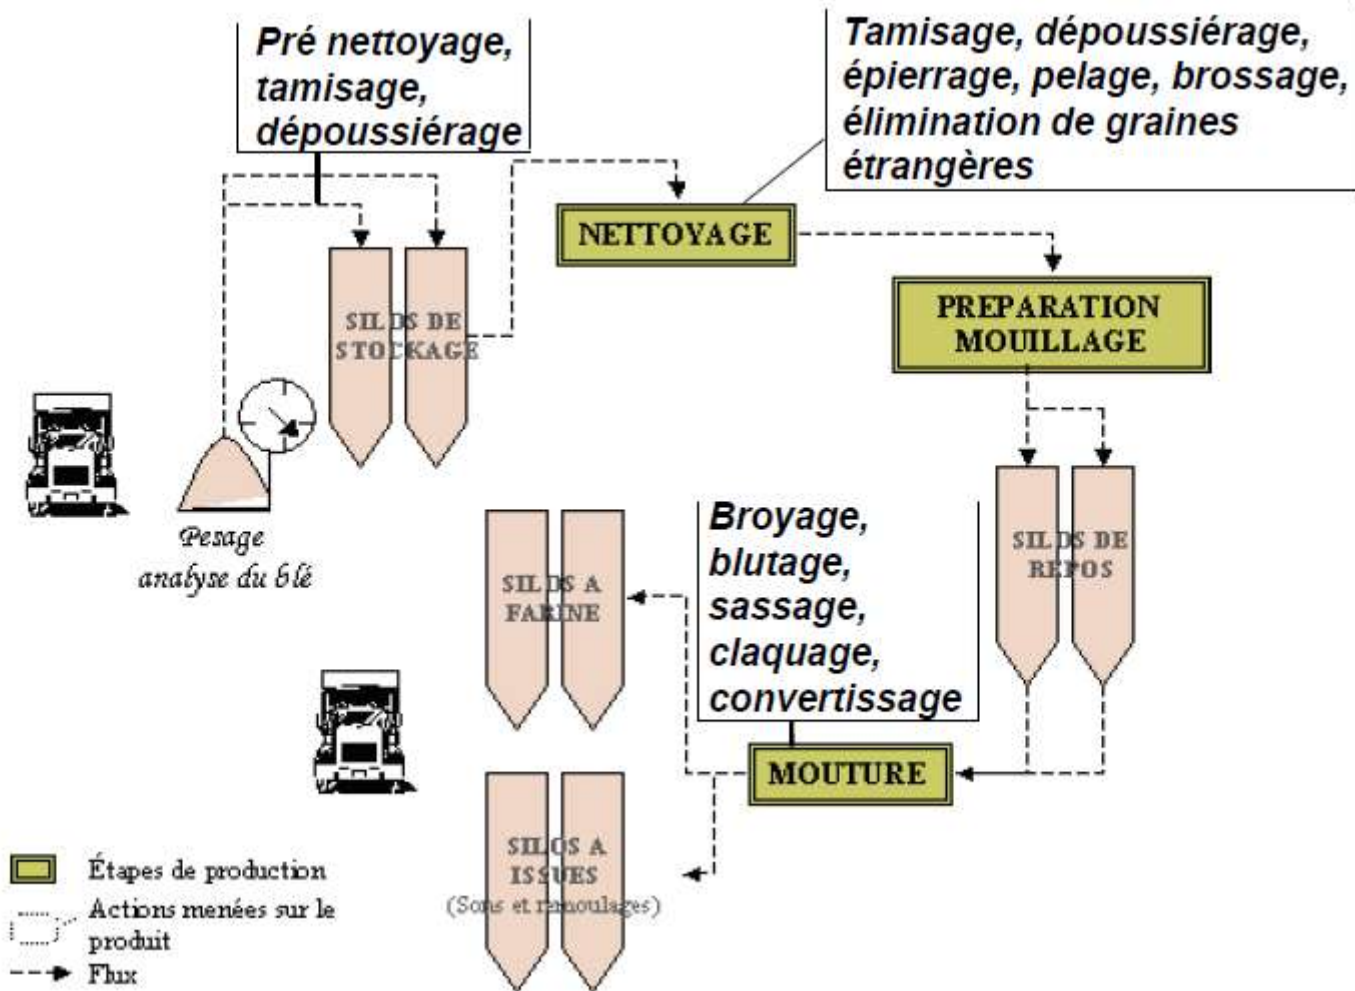 Pré nettoyage,
tamisage,
dépoussiérage
Tamisage, dépoussiérage,
épierrage, pelage, brossage,
élimination de graines
étrangères
NETTOYAGE
PREPARATION
MOUILLAGE
SILOS DE
STOCKAGE
Pesage
analyse du blé
SILOS DE
REPOS
Broyage,
blutage,
sassage,
claquage,
convertissage
SILOS A
FARINE
MOUTURE
SILOS A
ISSUES
(Sons et remoulages)
Étapes de production
Actions menées sur le
produit
Flux